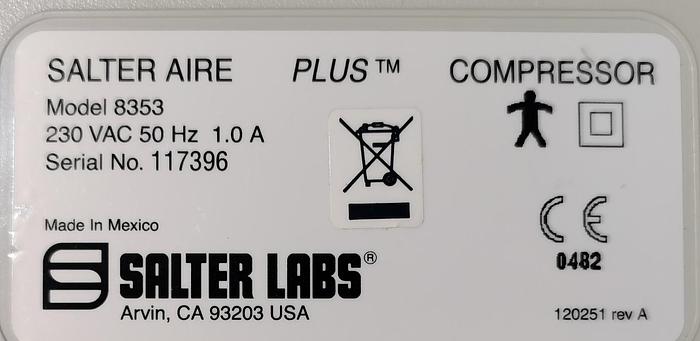 SALTER AIRE PLUS™ COMPRESSOR
Model 8353
230 VAC 50 Hz 1.0 A
Serial No. 117396
Made In Mexico
SALTER LABS®
Arvin, CA 93203 USA
CE
0482
120251 rev A